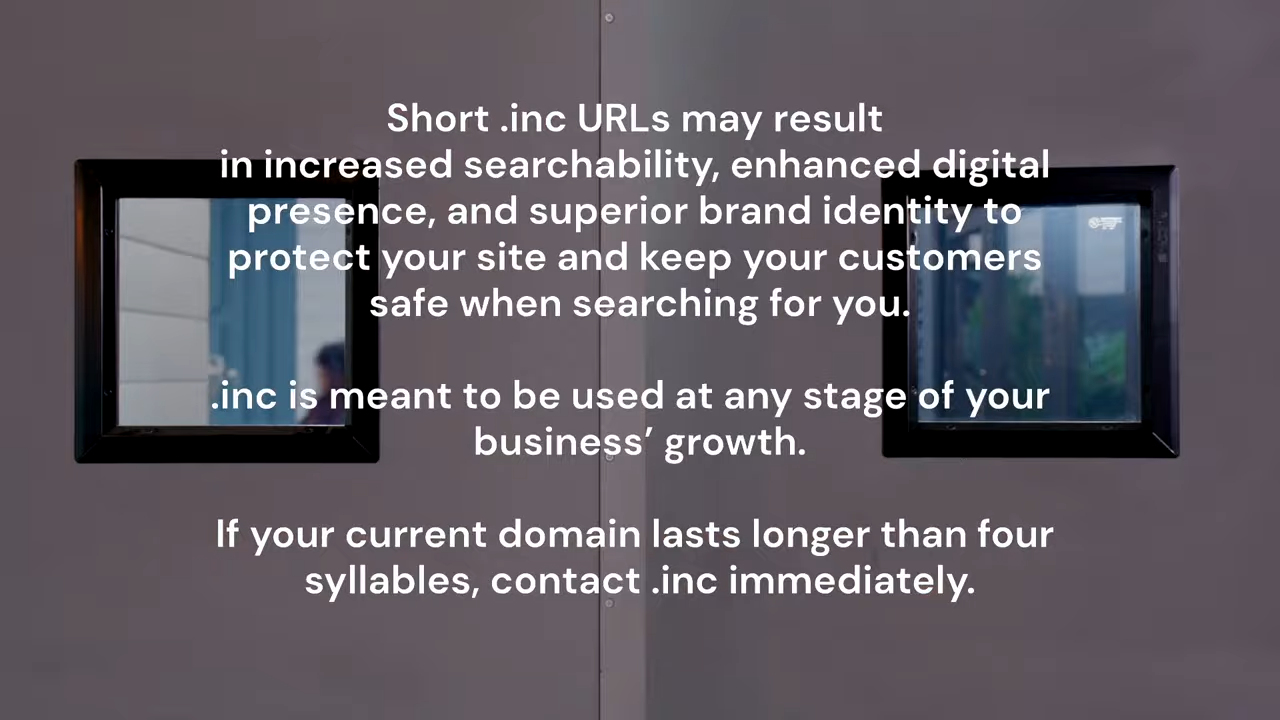 Short .inc URLs may result
in increased searchability, enhanced digital
presence, and superior brand identity to
protect your site and keep your customers
safe when searching for you.
.inc is meant to be used at any stage of your
business’ growth.
If your current domain lasts longer than four
syllables, contact .inc immediately.